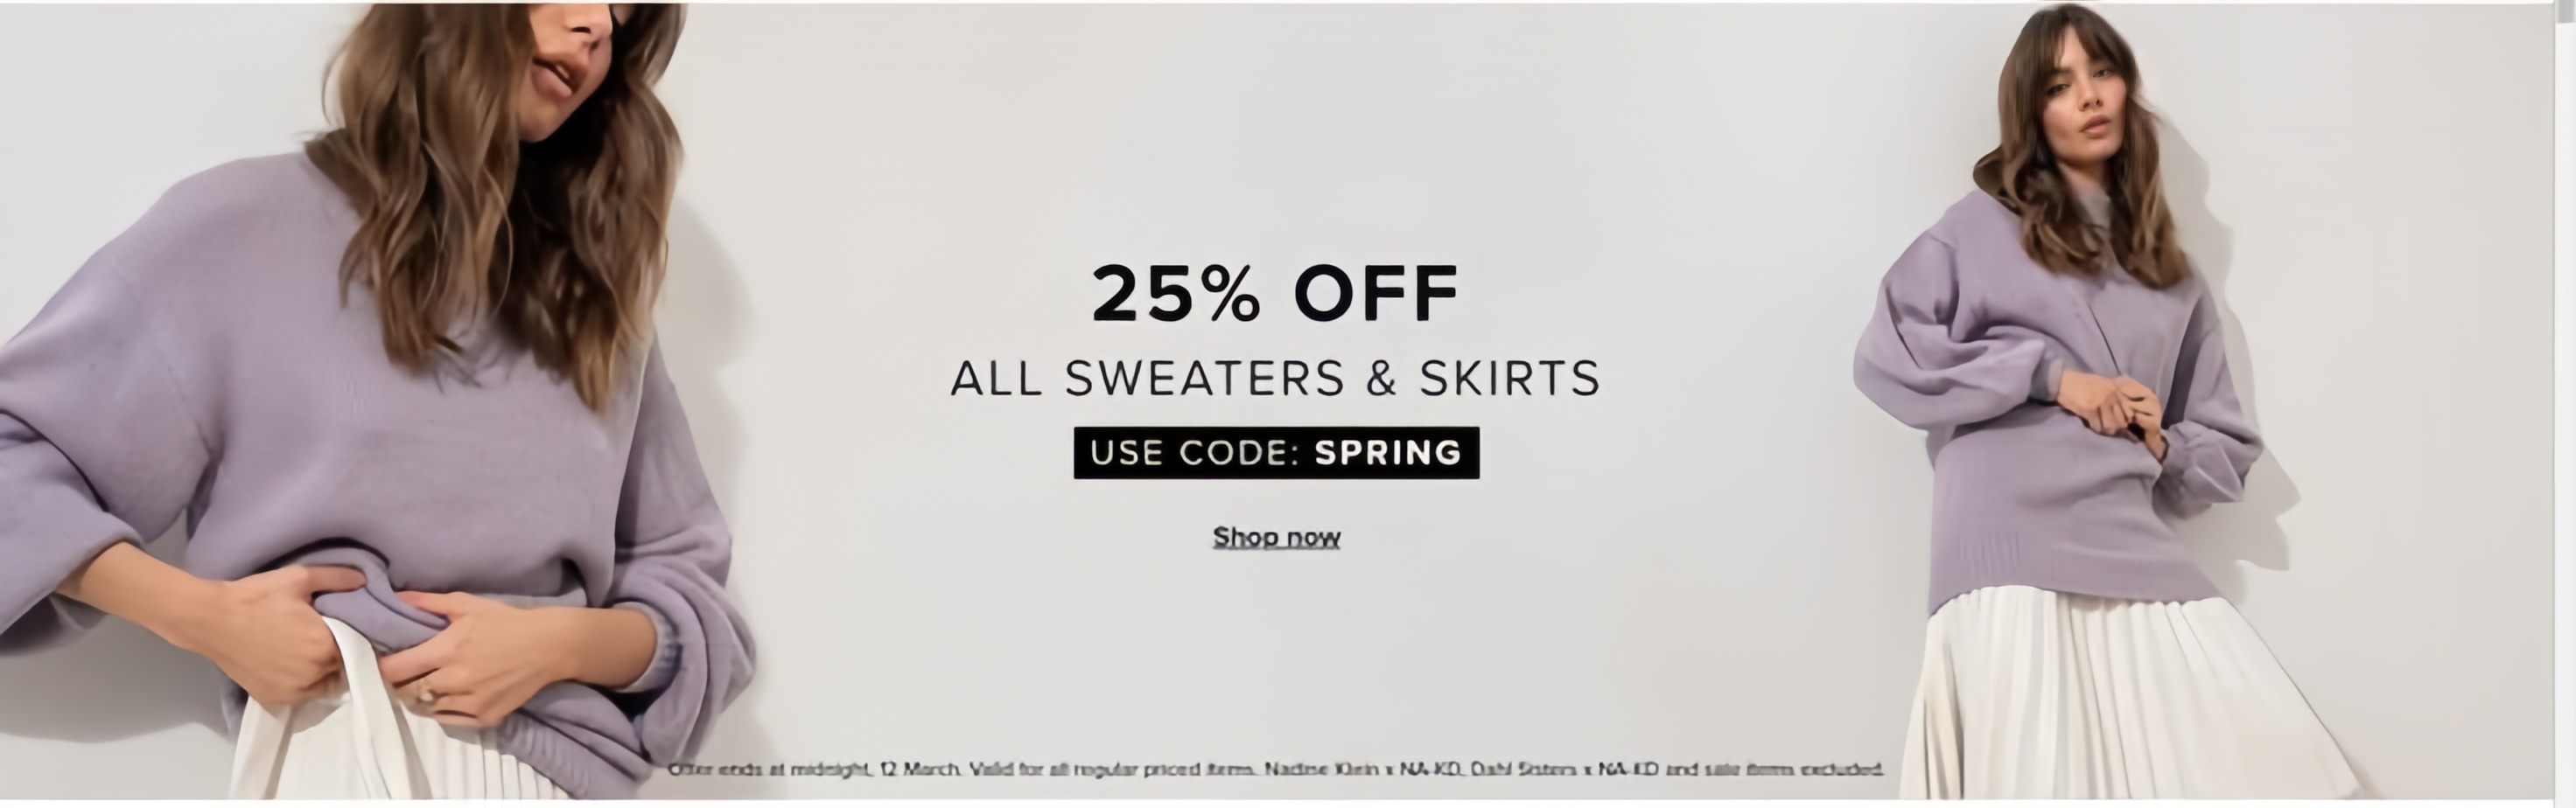 25% OFF
ALL SWEATERS & SKIRTS
USE CODE: SPRING
Shop now
Offer ends at midnight, 12 March. Valid for all regular priced items. Nadine Klein x NA-KD, Dahl Sisters x NA-KD and sale items excluded.